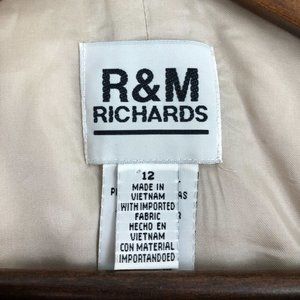 R&M
RICHARDS
12
MADE IN
VIETNAM
WITH IMPORTED
FABRIC
HECHO EN
VIETNAM
CON MATERIAL
IMPORTANDOED